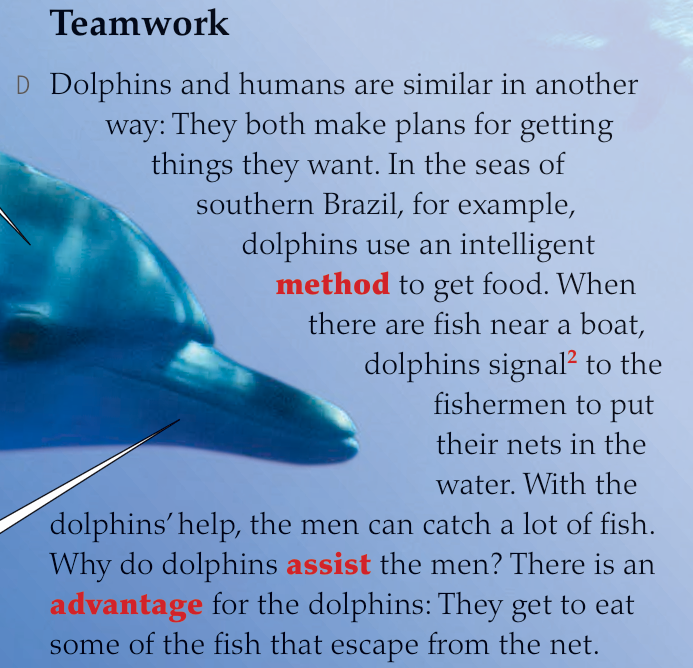 Teamwork
D Dolphins and humans are similar in another
way: They both make plans for getting
things they want. In the seas of
southern Brazil, for example,
dolphins use an intelligent
method to get food. When
there are fish near a boat,
dolphins signal² to the
fishermen to put
their nets in the
water. With the
dolphins’ help, the men can catch a lot of fish.
Why do dolphins assist the men? There is an
advantage for the dolphins: They get to eat
some of the fish that escape from the net.